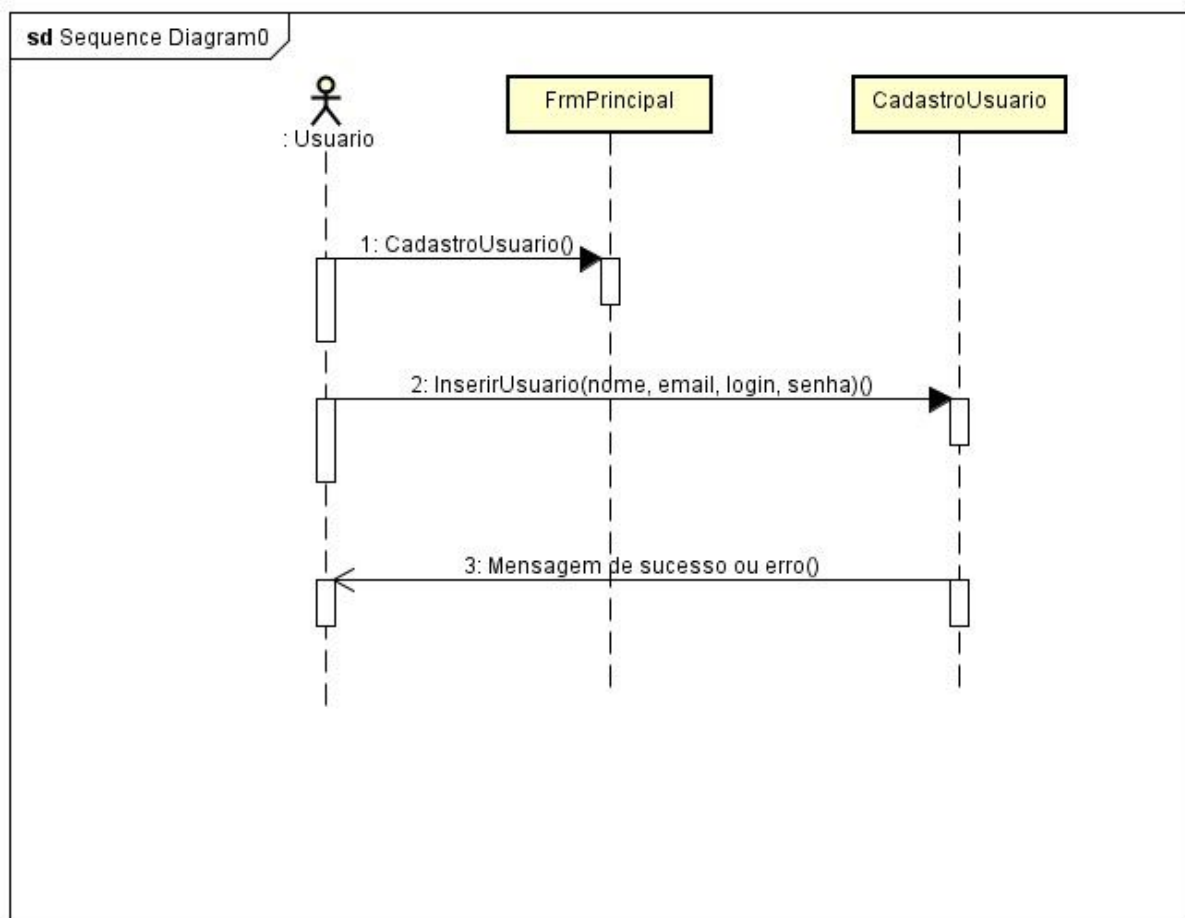 sd Sequence Diagram0
: Usuario
FrmPrincipal
CadastroUsuario
1: CadastroUsuario()
2: InserirUsuario(nome, email, login, senha)()
3: Mensagem de sucesso ou erro()